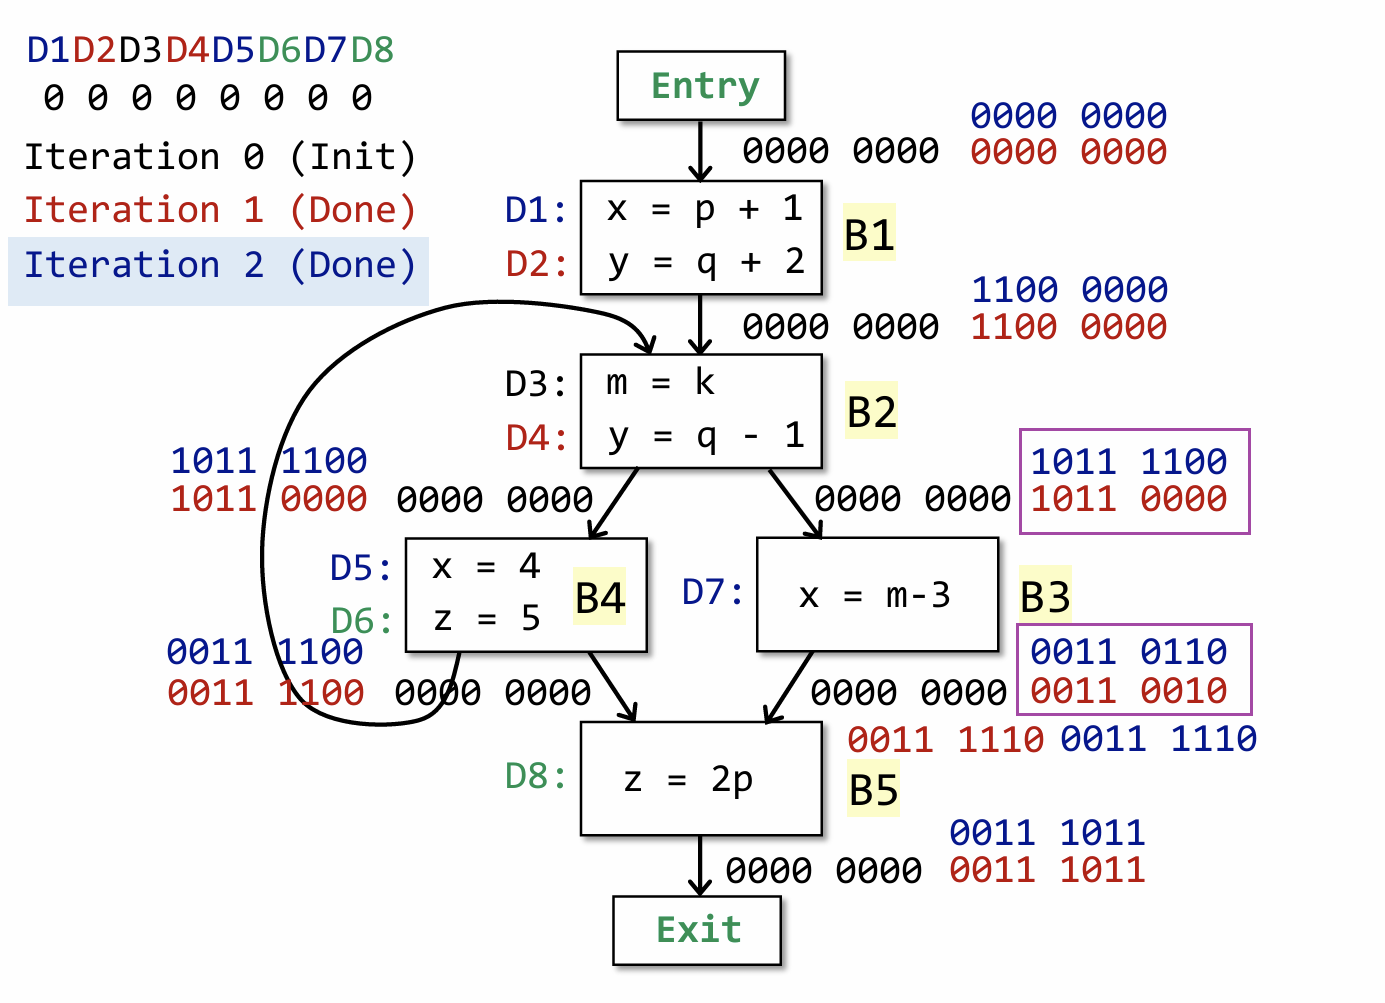 D1D2D3D4D5D6D7D8
0 0 0 0 0 0 0 0
Iteration 0 (Init)
Iteration 1 (Done)
Iteration 2 (Done)
Entry
0000 0000
0000 0000 0000 0000
D1: x = p + 1
D2: y = q + 2
B1
1100 0000
0000 0000 1100 0000
D3: m = k
D4: y = q - 1
B2
1011 1100
1011 0000 0000 0000
1011 1100
0000 0000 1011 0000
D5: x = 4
D6: z = 5
B4
D7: x = m-3
B3
0011 1100
0011 1100 0000 0000
0011 0110
0000 0000 0011 0010
0011 1110 0011 1110
D8: z = 2p
B5
0011 1011
0000 0000 0011 1011
Exit